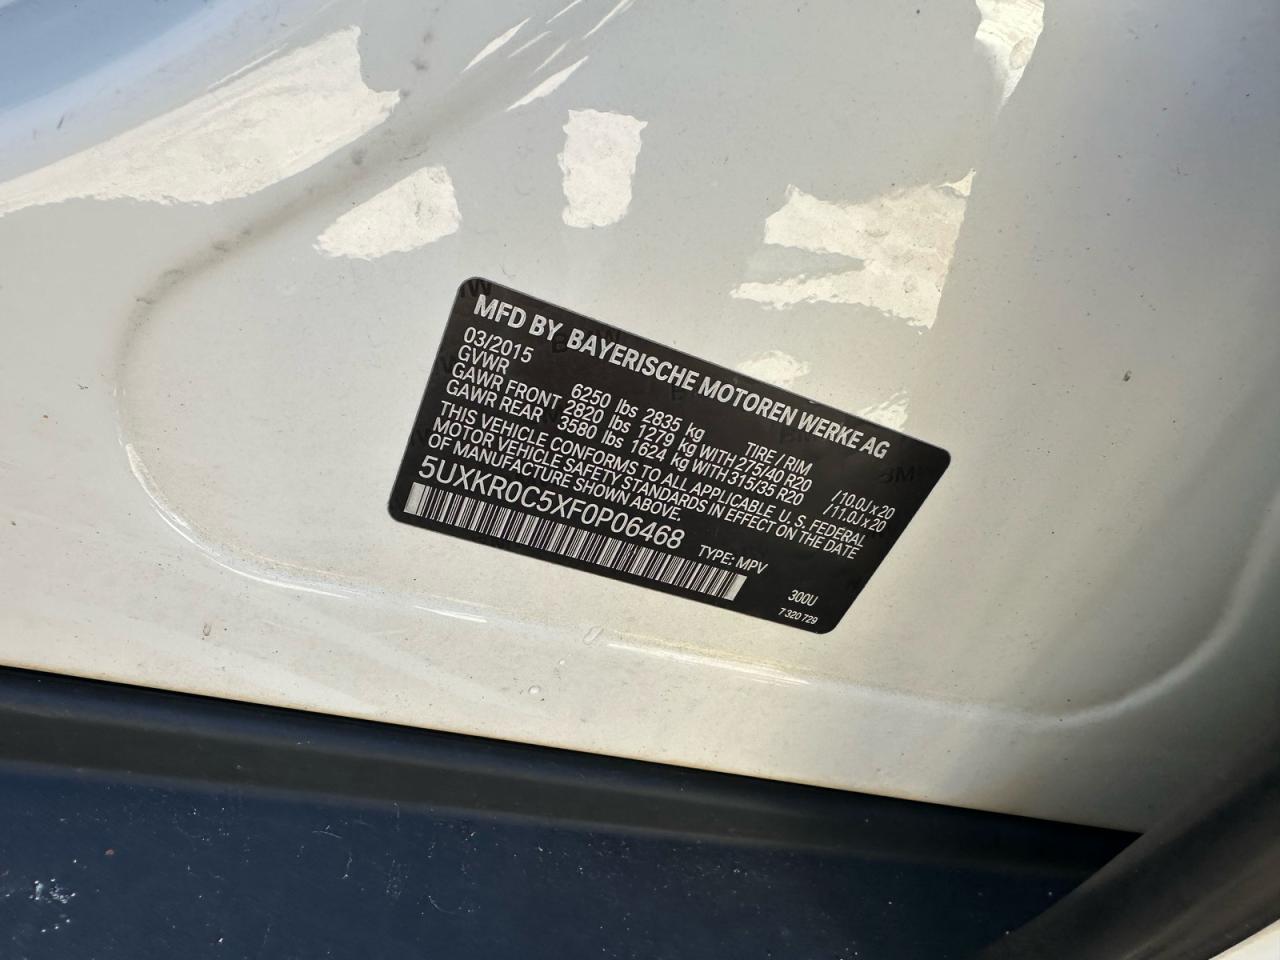 MFD BY BAYERISCHE MOTOREN WERKE AG
03/2015
GVWR 6250 lbs 2835 kg TIRE / RIM
GAWR FRONT 2820 lbs 1279 kg WITH 275/40 R20 /10.0J x 20
GAWR REAR 3580 lbs 1624 kg WITH 315/35 R20 /11.0J x 20
THIS VEHICLE CONFORMS TO ALL APPLICABLE U. S. FEDERAL
MOTOR VEHICLE SAFETY STANDARDS IN EFFECT ON THE DATE
OF MANUFACTURE SHOWN ABOVE.
5UXKR0C5XF0P06468 TYPE: MPV
300U
7 320 729